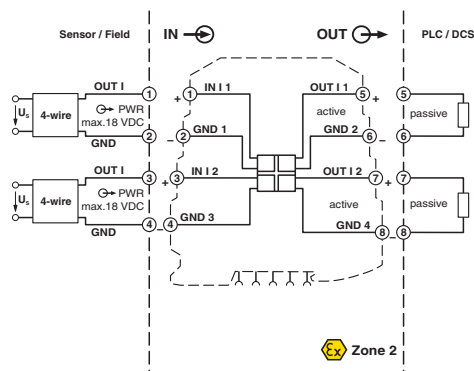 Sensor / Field IN OUT PLC / DCS
OUT I 1 1 IN I 1 OUT I 1 5 5
+ +
Us 4-wire PWR max.18 VDC active passive
GND 2 – 2 GND 1 GND 2 6 – 6
OUT I 3 + 3 IN I 2 OUT I 2 7 + 7
Us 4-wire PWR max.18 VDC active passive
GND 4 – 4 GND 3 GND 4 8 – 8
Ex Zone 2